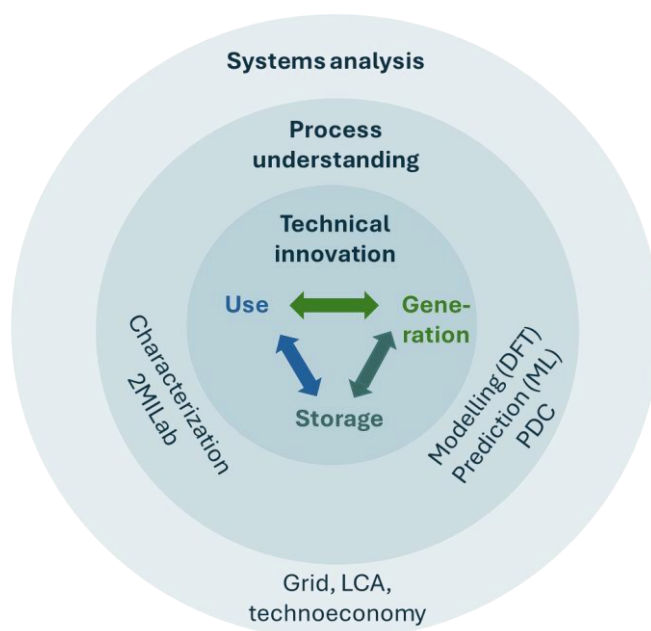 Systems analysis
Process
understanding
Technical
innovation
Use
Gene-
ration
Storage
Characterization
2MILab
Modelling (DFT)
Prediction (ML)
PDC
Grid, LCA,
technoeconomy